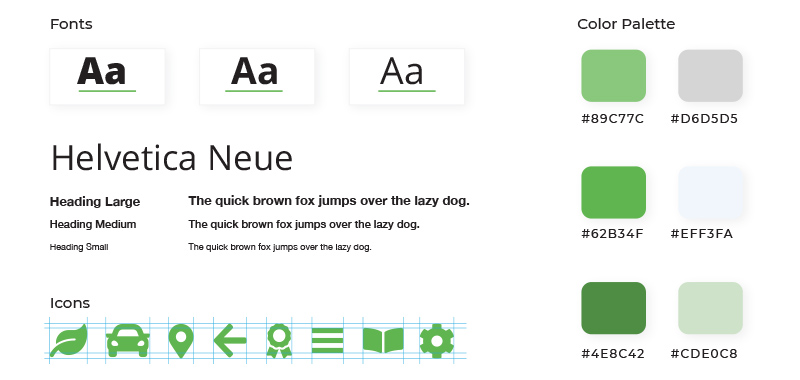 Fonts
Aa Aa Aa
Helvetica Neue
Heading Large The quick brown fox jumps over the lazy dog.
Heading Medium The quick brown fox jumps over the lazy dog.
Heading Small The quick brown fox jumps over the lazy dog.
Icons
Color Palette
#89C77C #D6D5D5
#62B34F #EFF3FA
#4E8C42 #CDE0C8